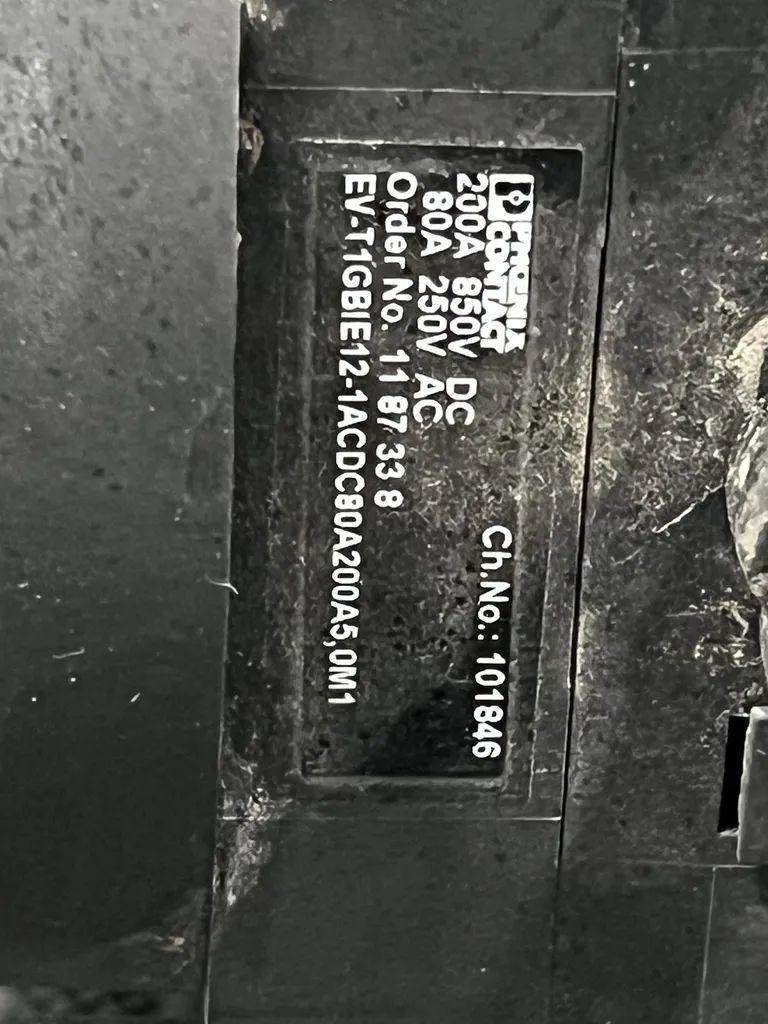 PHŒNIX
CONTACT
Ch.No.: 101846
200A 850V DC
80A 250V AC
Order No. 11 87 33 8
EV-T1GBIE12-1ACDC80A200A5,0M1